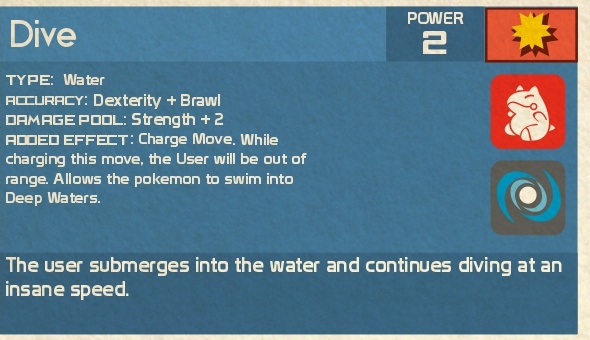 Dive
POWER
2
TYPE: Water
ACCURACY: Dexterity + Brawl
DAMAGE POOL: Strength + 2
ADDED EFFECT: Charge Move. While
charging this move, the User will be out of
range. Allows the pokemon to swim into
Deep Waters.
The user submerges into the water and continues diving at an
insane speed.